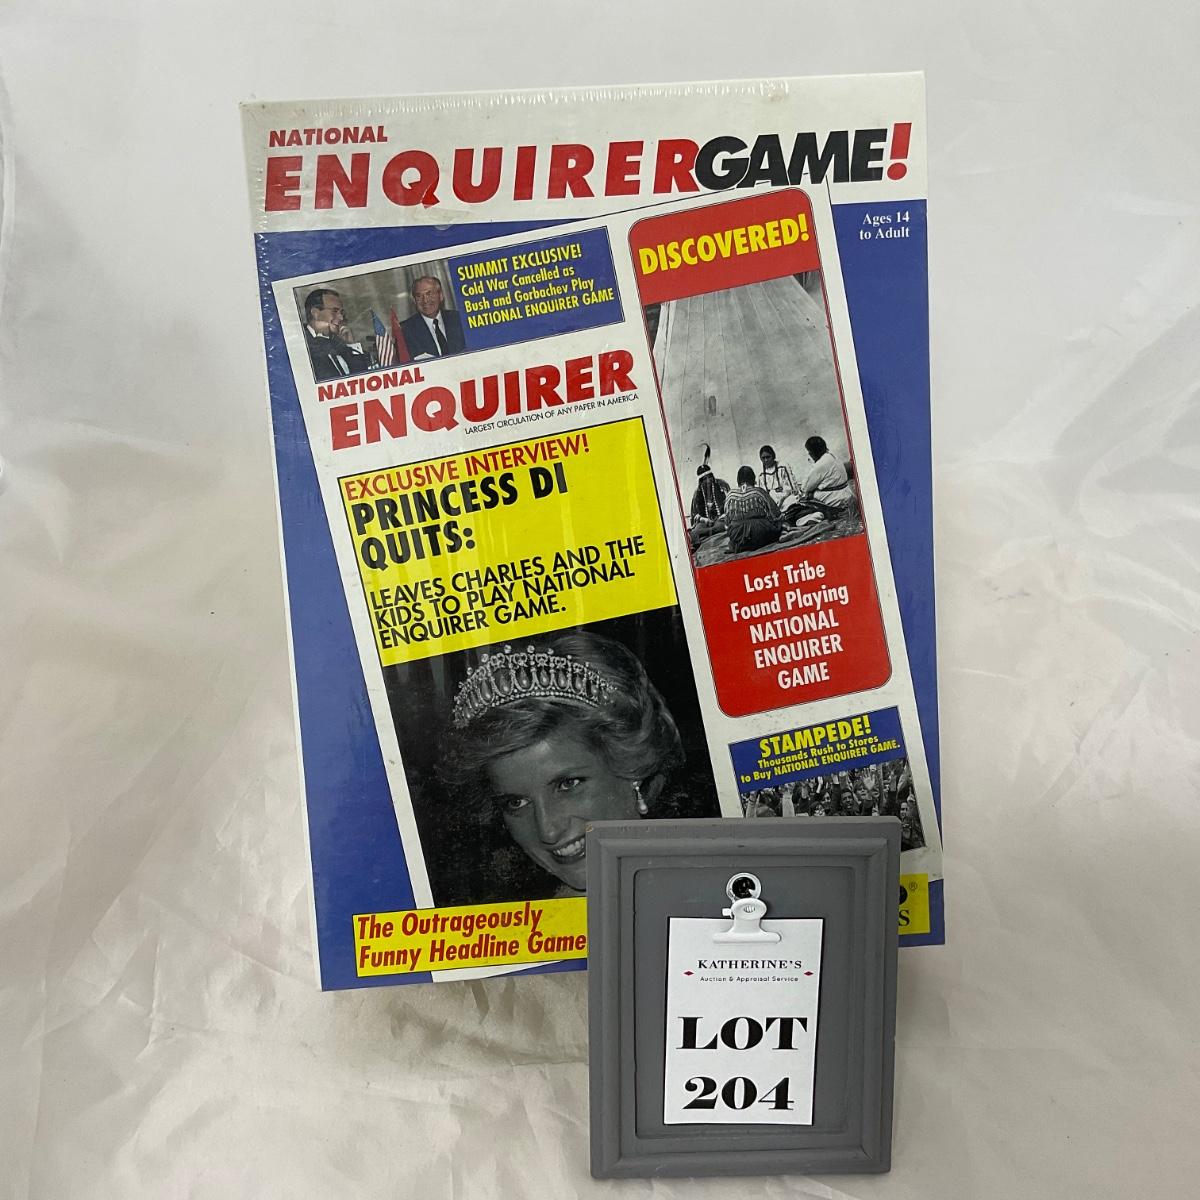 NATIONAL
ENQUIRER GAME!
Ages 14
to Adult
SUMMIT EXCLUSIVE!
Cold War Cancelled as
Bush and Gorbachev Play
NATIONAL ENQUIRER GAME
DISCOVERED!
NATIONAL
ENQUIRER
LARGEST CIRCULATION OF ANY PAPER IN AMERICA
EXCLUSIVE INTERVIEW!
PRINCESS DI
QUITS:
LEAVES CHARLES AND THE
KIDS TO PLAY NATIONAL
ENQUIRER GAME.
Lost Tribe
Found Playing
NATIONAL
ENQUIRER
GAME
STAMPEDE!
Thousands Rush to Stores
to Buy NATIONAL ENQUIRER GAME.
The Outrageously
Funny Headline Game
KATHERINE'S
Auction & Appraisal Service
LOT
204